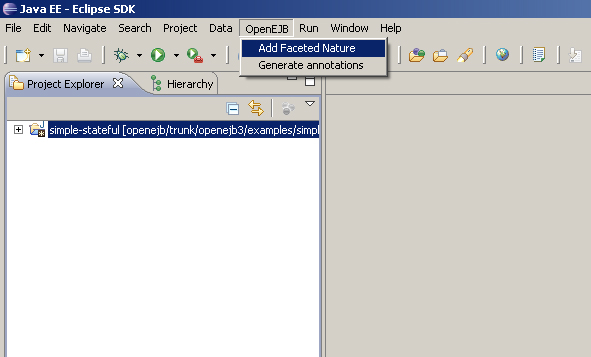 Java EE - Eclipse SDK
File Edit Navigate Search Project Data OpenEJB Run Window Help
Add Faceted Nature
Generate annotations
Project Explorer Hierarchy
simple-stateful [openejb/trunk/openejb3/examples/simpl